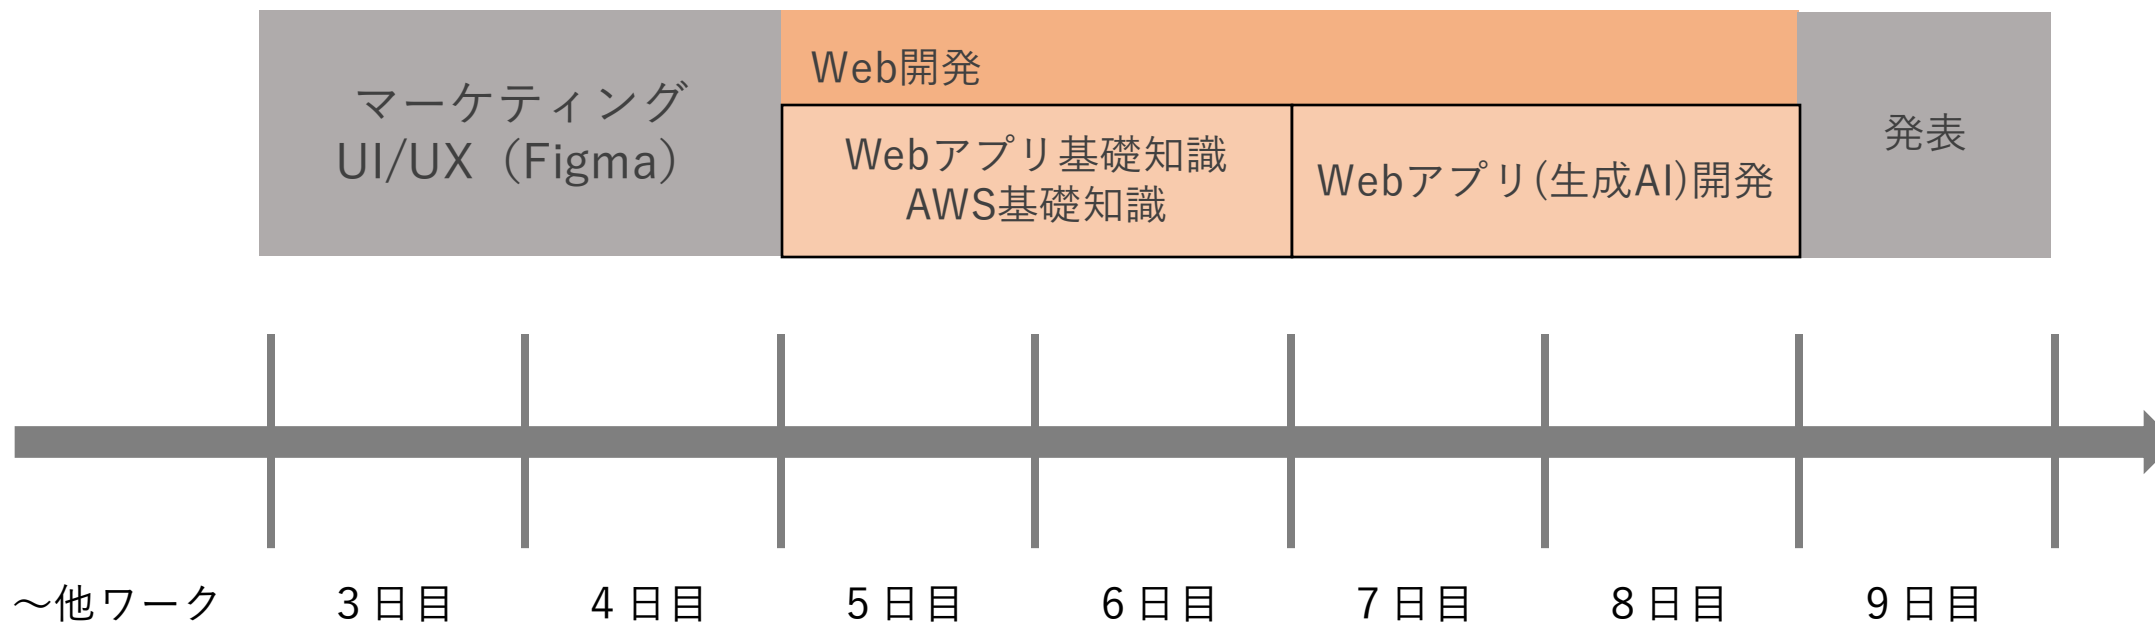 マーケティング
UI/UX（Figma）
Web開発
Webアプリ基礎知識
AWS基礎知識
Webアプリ(生成AI)開発
発表
～他ワーク
3日目
4日目
5日目
6日目
7日目
8日目
9日目